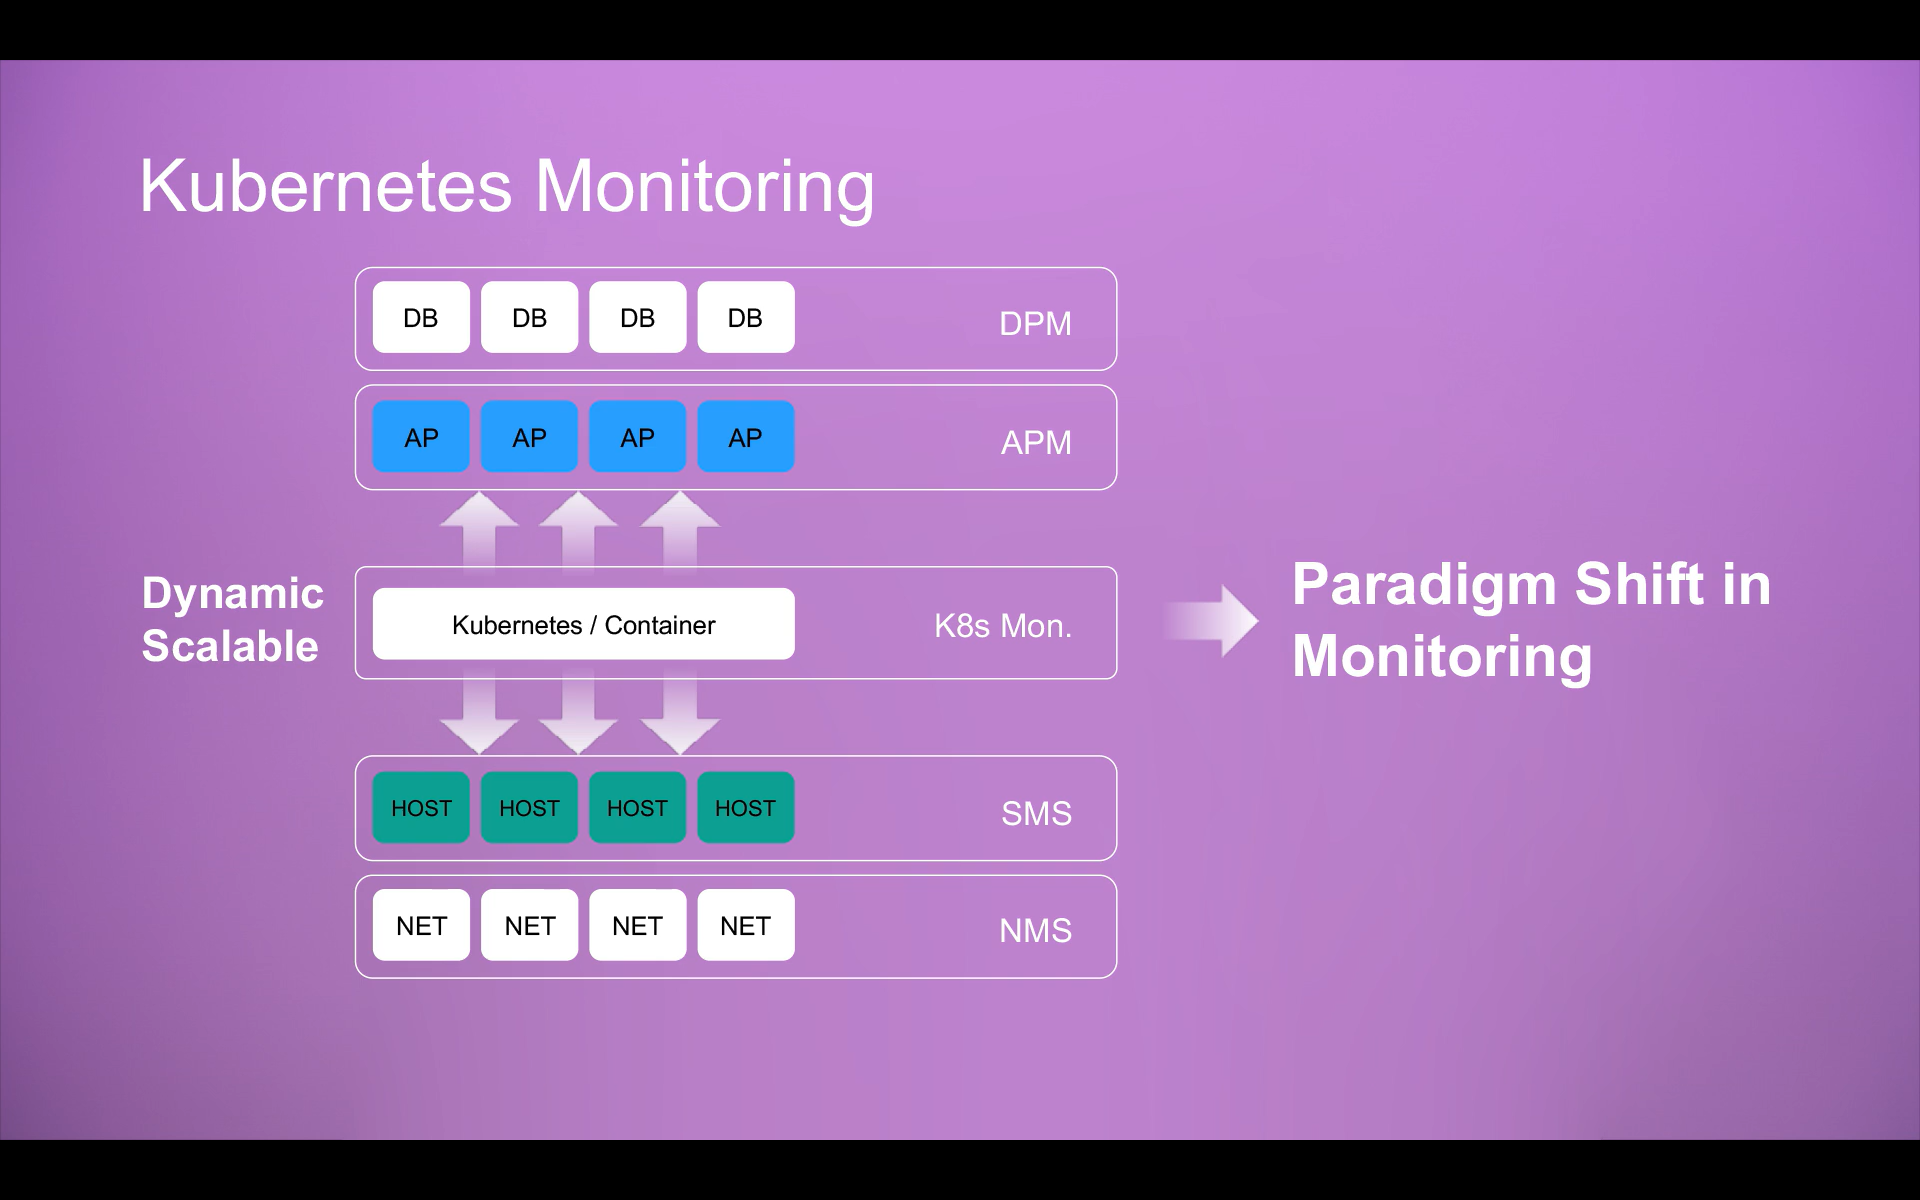 Kubernetes Monitoring
DB DB DB DB DPM
AP AP AP AP APM
Dynamic
Scalable
Kubernetes / Container K8s Mon.
Paradigm Shift in
Monitoring
HOST HOST HOST HOST SMS
NET NET NET NET NMS